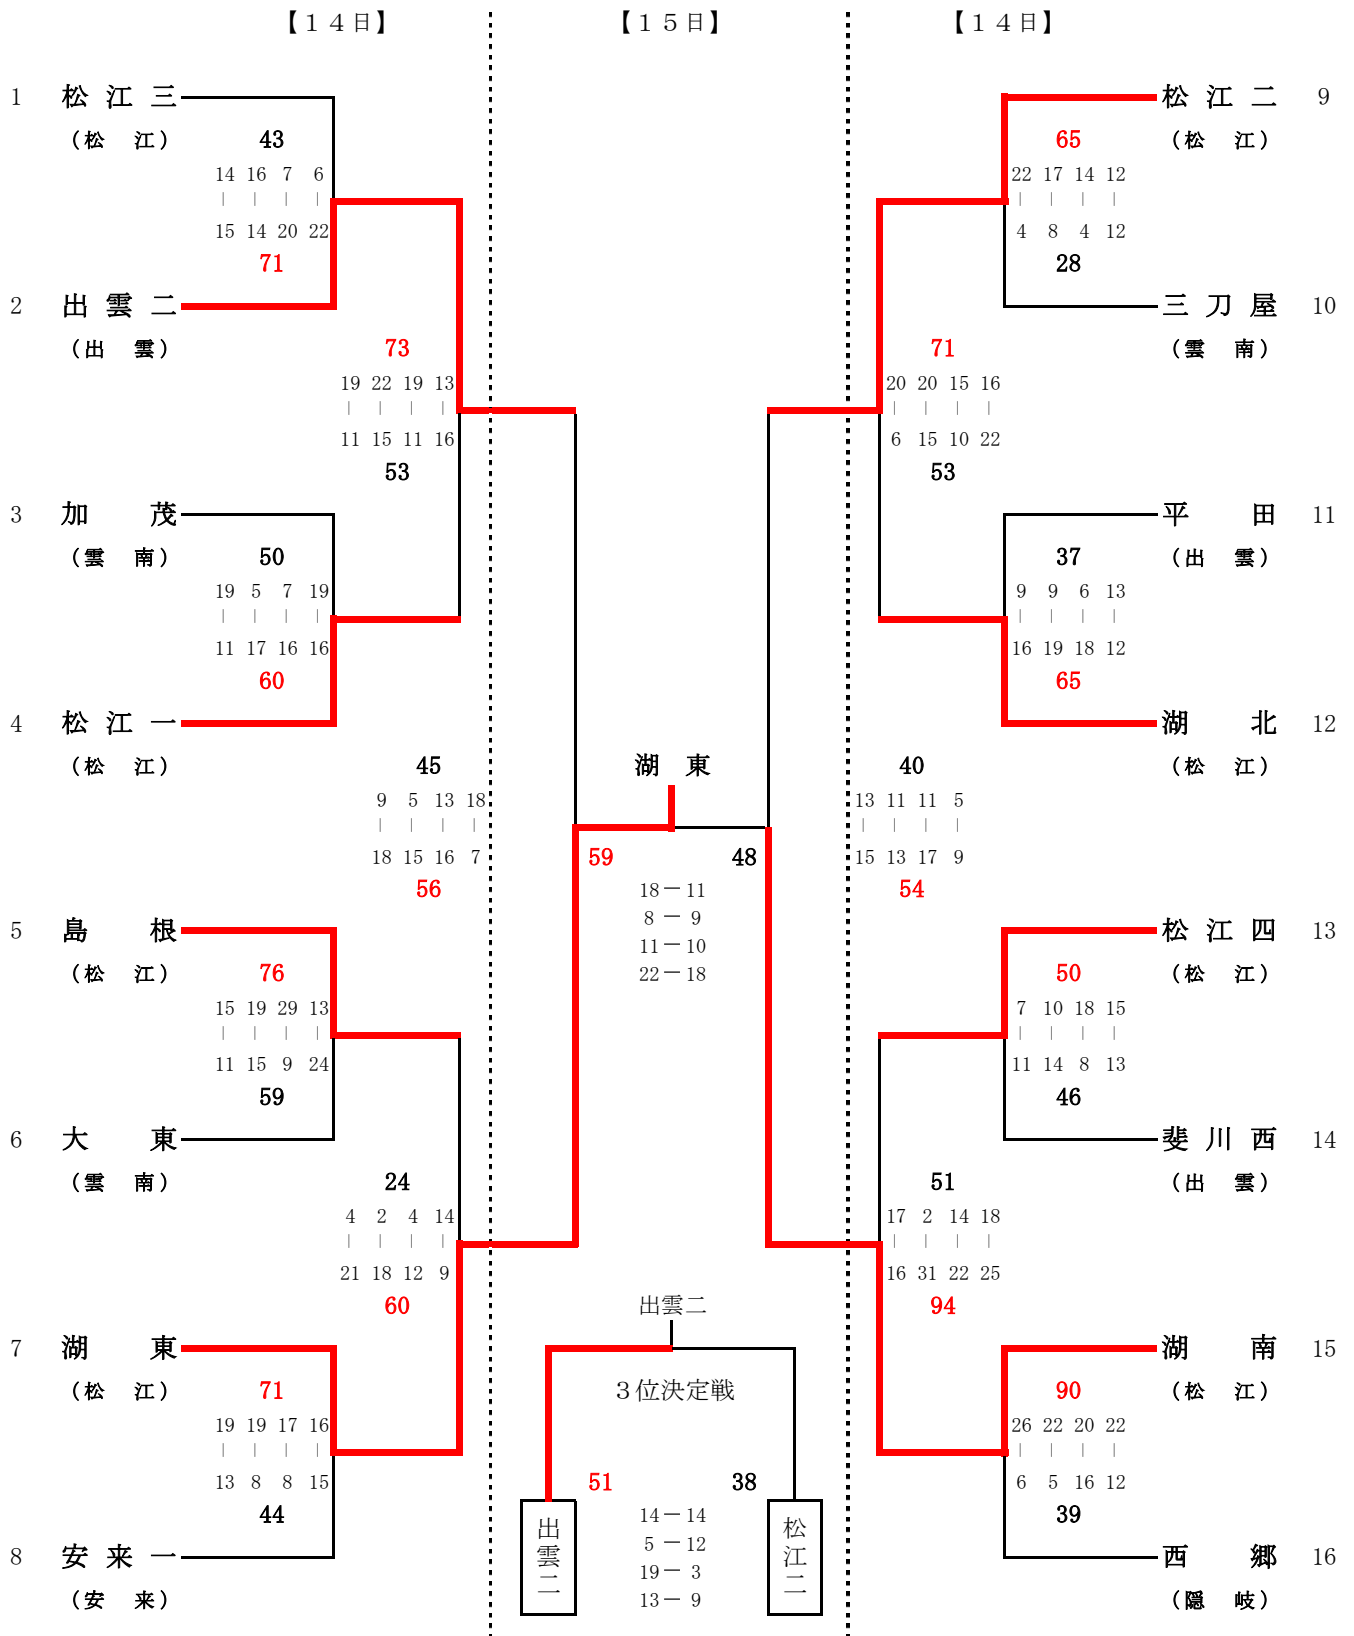 【１４日】
【１５日】
【１４日】
1 松江三
（松 江）
43
14 16 7 6
| | | |
15 14 20 22
71
2 出雲二
（出 雲）
73
19 22 19 13
| | | |
11 15 11 16
53
3 加 茂
（雲 南）
50
19 5 7 19
| | | |
11 17 16 16
60
4 松江一
（松 江）
45
9 5 13 18
| | | |
18 15 16 7
56
5 島 根
（松 江）
76
15 19 29 13
| | | |
11 15 9 24
59
6 大 東
（雲 南）
24
4 2 4 14
| | | |
21 18 12 9
60
7 湖 東
（松 江）
71
19 19 17 16
| | | |
13 8 8 15
44
8 安来一
（安 来）
湖 東
59 48
18－11
8－9
11－10
22－18
出雲二
３位決定戦
51 38
14－14
5－12
19－3
13－9
出雲二
松江二
松江二 9
（松 江）
65
22 17 14 12
| | | |
4 8 4 12
28
三刀屋 10
（雲 南）
71
20 20 15 16
| | | |
6 15 10 22
53
平 田 11
（出 雲）
37
9 9 6 13
| | | |
16 19 18 12
65
湖 北 12
（松 江）
40
13 11 11 5
| | | |
15 13 17 9
54
松江四 13
（松 江）
50
7 10 18 15
| | | |
11 14 8 13
46
斐川西 14
（出 雲）
51
17 2 14 18
| | | |
16 31 22 25
94
湖 南 15
（松 江）
90
26 22 20 22
| | | |
6 5 16 12
39
西 郷 16
（隠 岐）